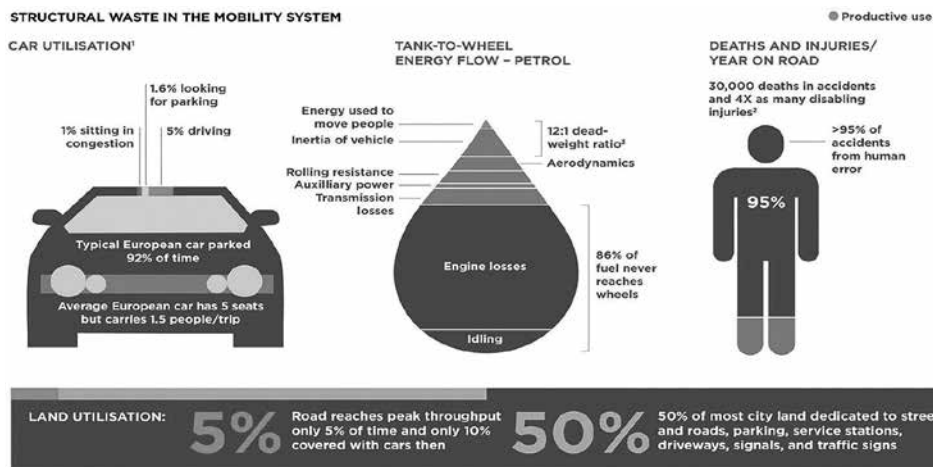 STRUCTURAL WASTE IN THE MOBILITY SYSTEM
Productive use
CAR UTILISATION¹
1.6% looking
for parking
1% sitting in
congestion
5% driving
Typical European car parked
92% of time
Average European car has 5 seats
but carries 1.5 people/trip
TANK-TO-WHEEL
ENERGY FLOW – PETROL
Energy used to
move people
Inertia of vehicle
12:1 dead-
weight ratio²
Aerodynamics
Rolling resistance
Auxilliary power
Transmission
losses
Engine losses
86% of
fuel never
reaches
wheels
Idling
DEATHS AND INJURIES/
YEAR ON ROAD
30,000 deaths in accidents
and 4X as many disabling
injuries²
>95% of
accidents
from human
error
95%
LAND UTILISATION:
5%
Road reaches peak throughput
only 5% of time and only 10%
covered with cars then
50%
50% of most city land dedicated to stree
and roads, parking, service stations,
driveways, signals, and traffic signs